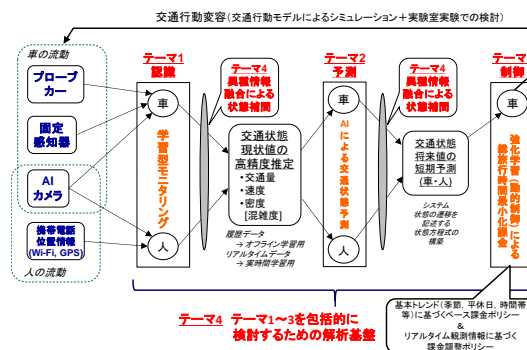 交通行動変容(交通行動モデルによるシミュレーション+実験室実験での検討)
車の流動
プローブ
カー
固定
感知器
AI
カメラ
携帯電話
位置情報
(Wi-Fi, GPS)
人の流動
テーマ1
認識
車
学習型モニタリング
人
テーマ4
異種情報
融合による
状態補間
交通状態
現状値の
高精度推定
・交通量
・速度
・密度
[混雑度]
履歴データ
→ オフライン学習用
リアルタイムデータ
→ 実時間学習用
テーマ2
予測
車
AIによる交通状態予測
人
テーマ4
異種情報
融合による
状態補間
交通状態
将来値の
短期予測
(車・人)
システム
状態の遷移を
記述する
状態方程式の
構築
テーマ
制御
車
強化学習(動的制御)による
総旅行時間最小化課金
基本トレンド(季節, 平休日, 時間帯
等)に基づくベース課金ポリシー
&
リアルタイム観測情報に基づく
課金調整ポリシー
テーマ4 テーマ1~3を包括的に
検討するための解析基盤